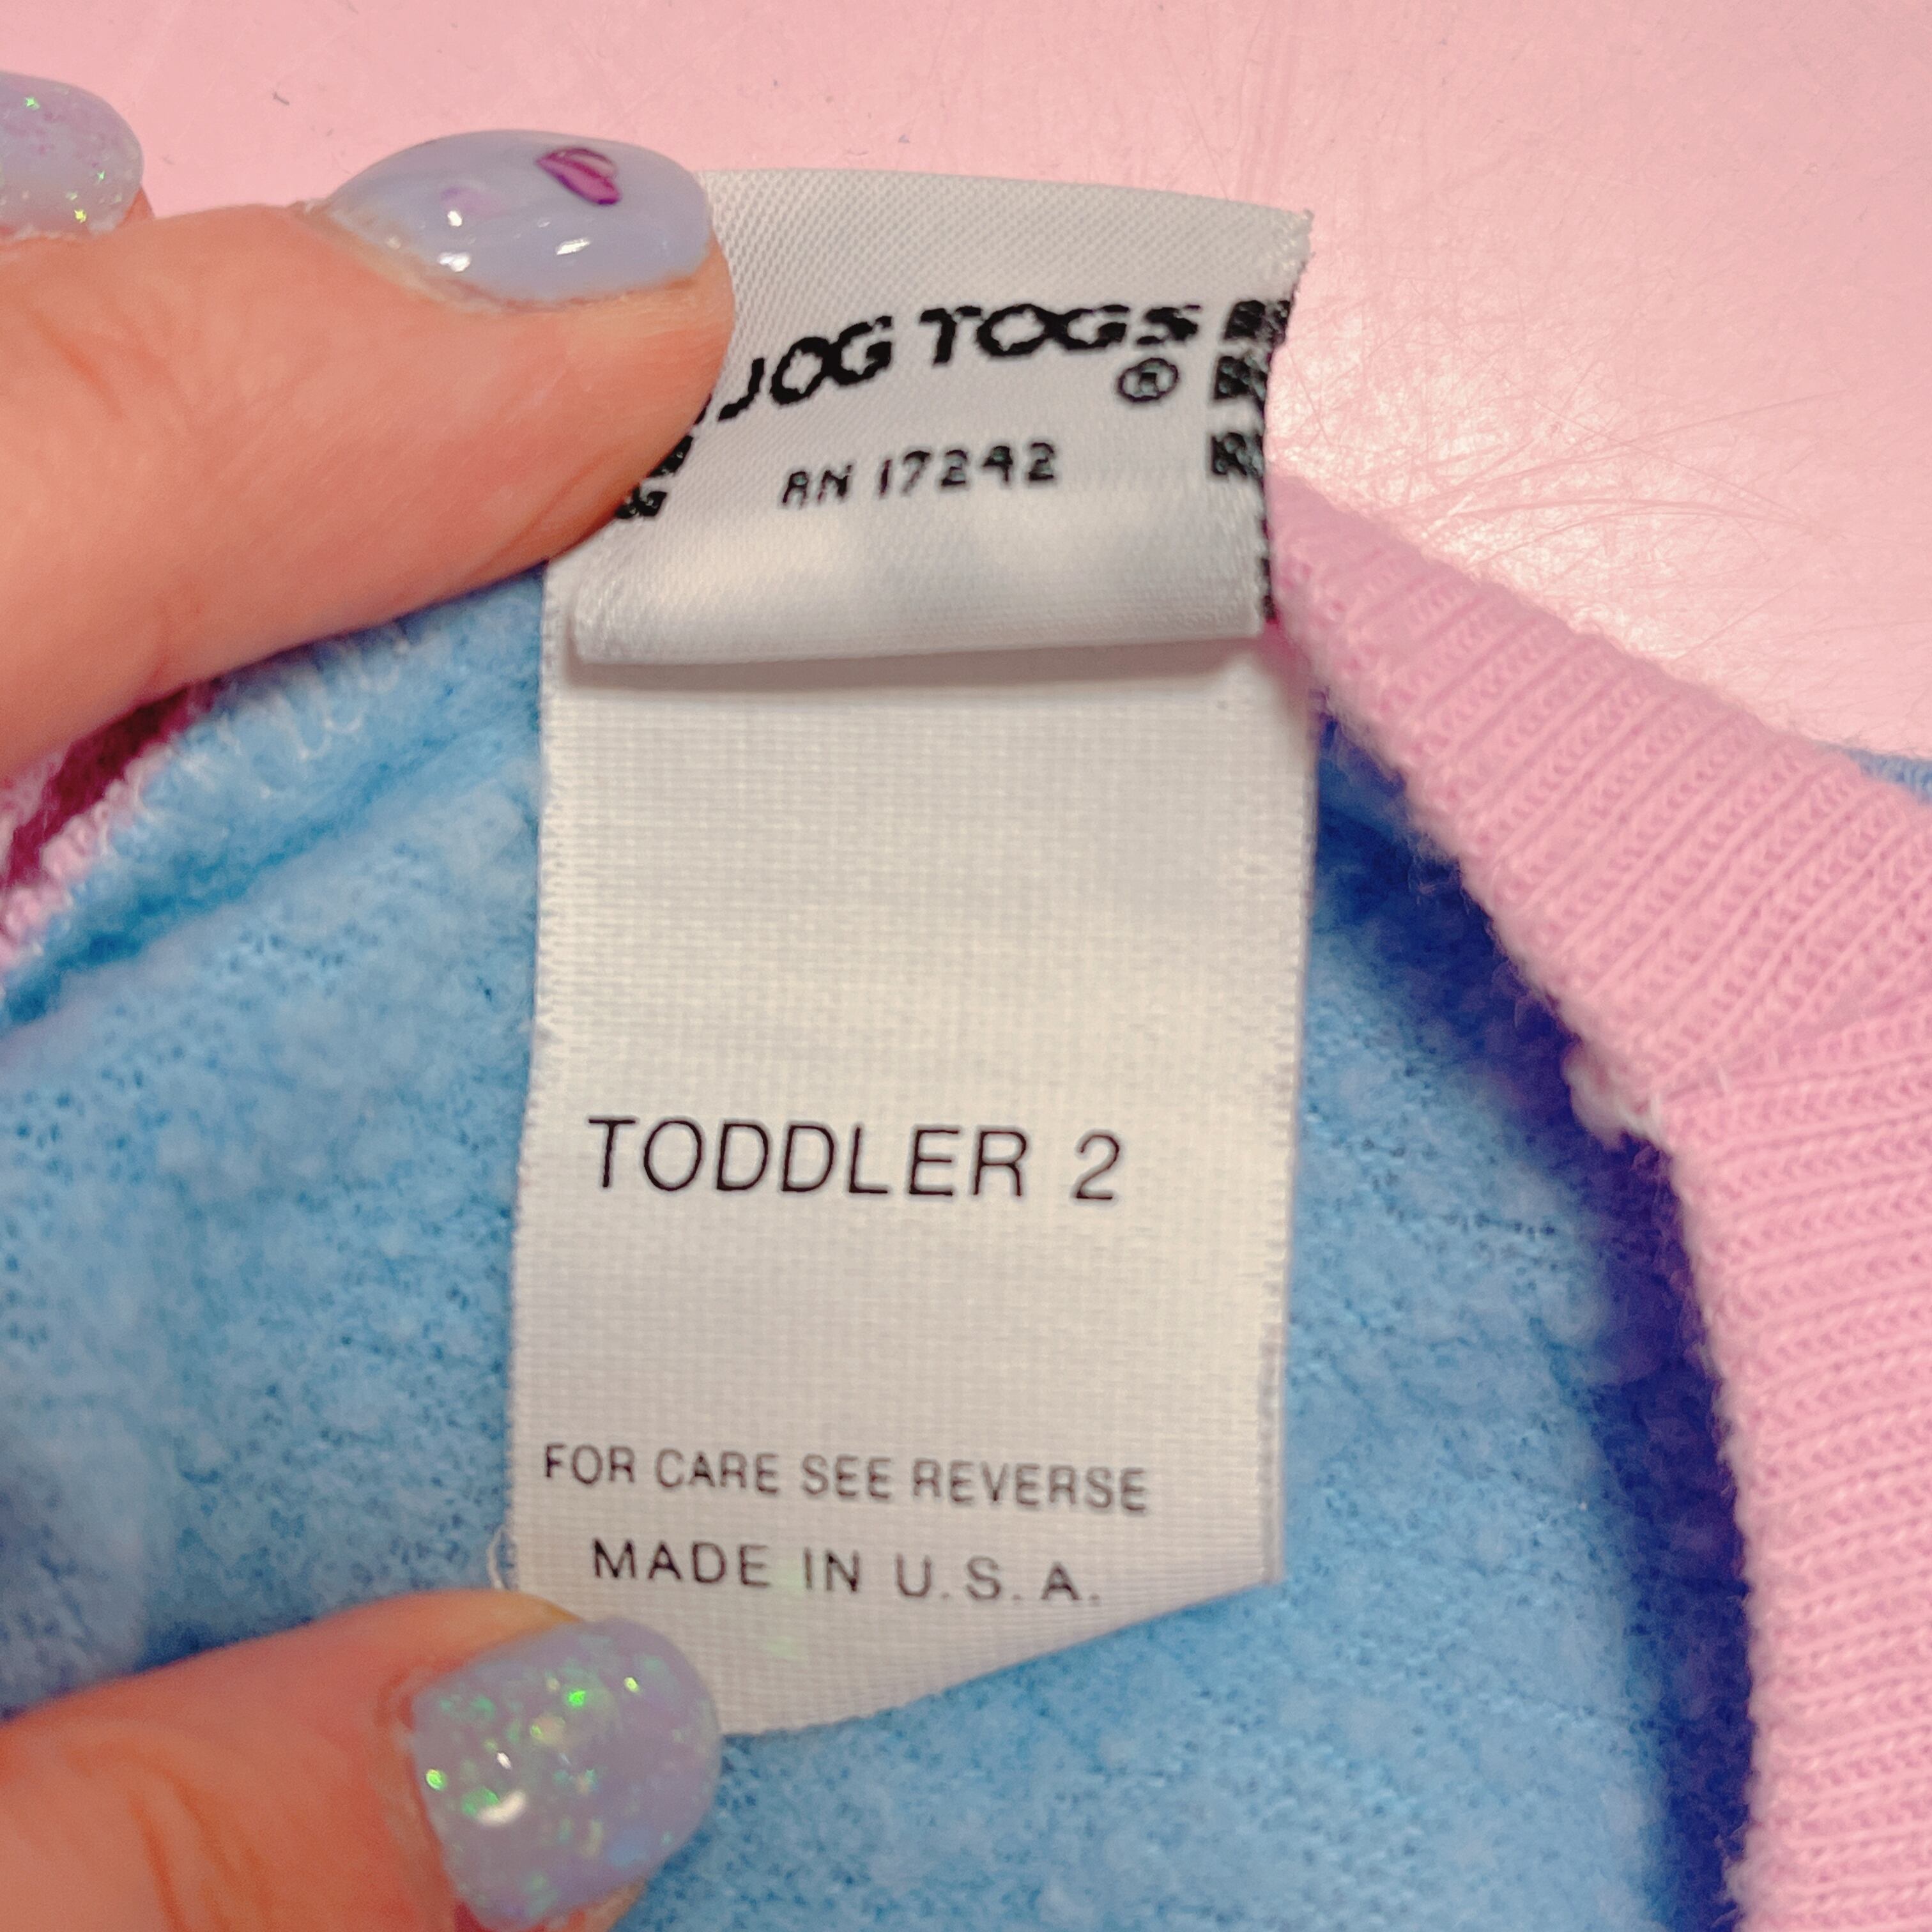 JOG TOGS
®
RN 17242
TODDLER 2
FOR CARE SEE REVERSE
MADE IN U.S.A.